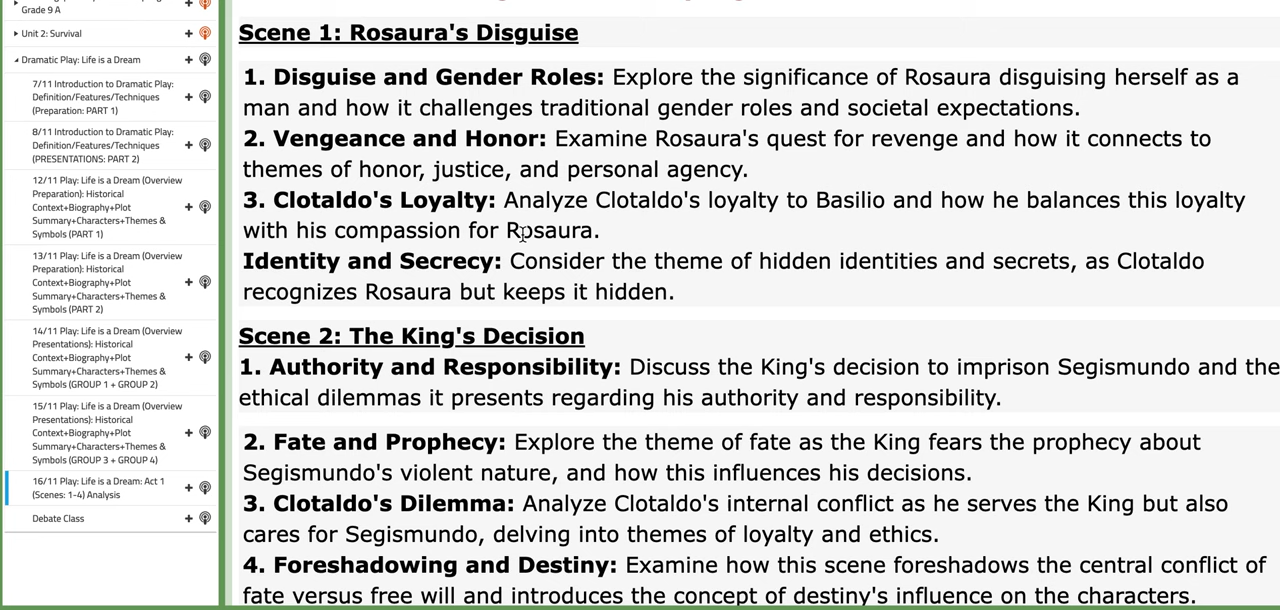 Grade 9 A
Unit 2: Survival
Dramatic Play: Life is a Dream
7/11 Introduction to Dramatic Play:
Definition/Features/Techniques
(Preparation: PART 1)
8/11 Introduction to Dramatic Play:
Definition/Features/Techniques
(PRESENTATIONS: PART 2)
12/11 Play: Life is a Dream (Overview
Preparation): Historical
Context+Biography+Plot
Summary+Characters+Themes &
Symbols (PART 1)
13/11 Play: Life is a Dream (Overview
Preparation): Historical
Context+Biography+Plot
Summary+Characters+Themes &
Symbols (PART 2)
14/11 Play: Life is a Dream (Overview
Presentations): Historical
Context+Biography+Plot
Summary+Characters+Themes &
Symbols (GROUP 1 + GROUP 2)
15/11 Play: Life is a Dream (Overview
Presentations): Historical
Context+Biography+Plot
Summary+Characters+Themes &
Symbols (GROUP 3 + GROUP 4)
16/11 Play: Life is a Dream: Act 1
(Scenes: 1-4) Analysis
Debate Class
Scene 1: Rosaura's Disguise
1. Disguise and Gender Roles: Explore the significance of Rosaura disguising herself as a
man and how it challenges traditional gender roles and societal expectations.
2. Vengeance and Honor: Examine Rosaura's quest for revenge and how it connects to
themes of honor, justice, and personal agency.
3. Clotaldo's Loyalty: Analyze Clotaldo's loyalty to Basilio and how he balances this loyalty
with his compassion for Rosaura.
Identity and Secrecy: Consider the theme of hidden identities and secrets, as Clotaldo
recognizes Rosaura but keeps it hidden.
Scene 2: The King's Decision
1. Authority and Responsibility: Discuss the King's decision to imprison Segismundo and the
ethical dilemmas it presents regarding his authority and responsibility.
2. Fate and Prophecy: Explore the theme of fate as the King fears the prophecy about
Segismundo's violent nature, and how this influences his decisions.
3. Clotaldo's Dilemma: Analyze Clotaldo's internal conflict as he serves the King but also
cares for Segismundo, delving into themes of loyalty and ethics.
4. Foreshadowing and Destiny: Examine how this scene foreshadows the central conflict of
fate versus free will and introduces the concept of destiny's influence on the characters.